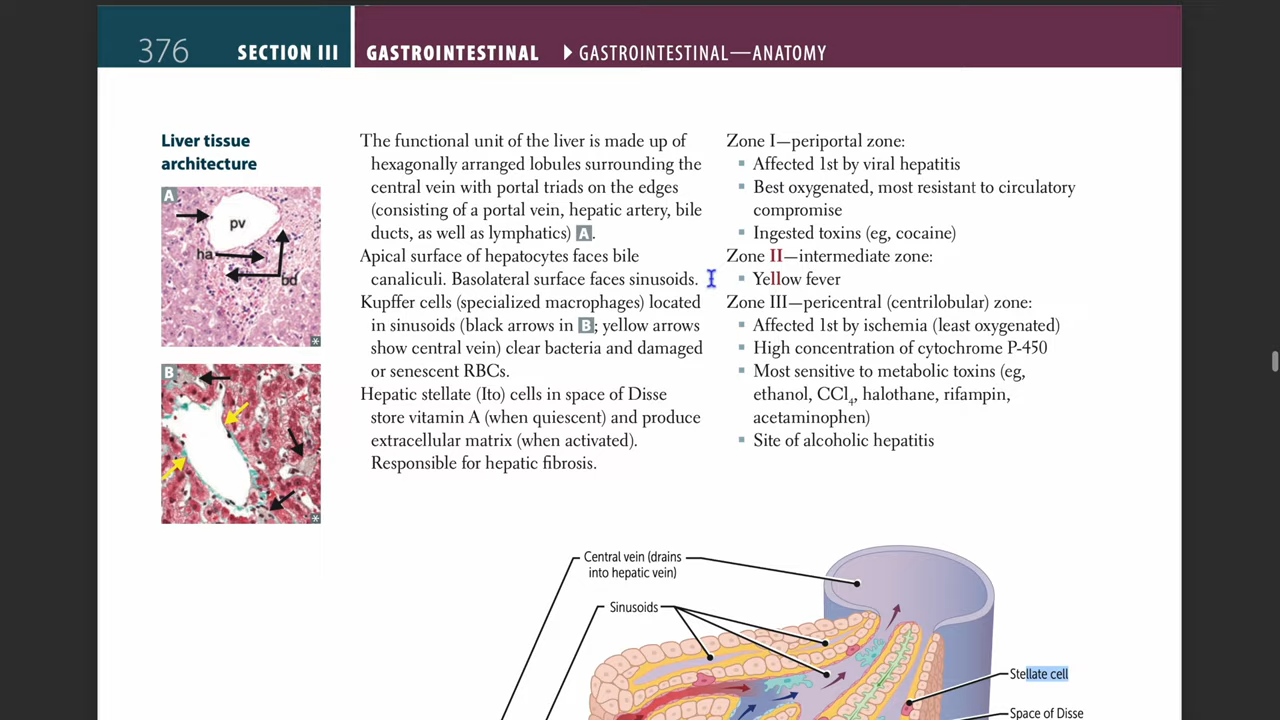 376 SECTION III GASTROINTESTINAL ▶ GASTROINTESTINAL—ANATOMY
Liver tissue
architecture
A
pv
ha
bd
*
B
*
The functional unit of the liver is made up of
hexagonally arranged lobules surrounding the
central vein with portal triads on the edges
(consisting of a portal vein, hepatic artery, bile
ducts, as well as lymphatics) A.
Apical surface of hepatocytes faces bile
canaliculi. Basolateral surface faces sinusoids.
Kupffer cells (specialized macrophages) located
in sinusoids (black arrows in B; yellow arrows
show central vein) clear bacteria and damaged
or senescent RBCs.
Hepatic stellate (Ito) cells in space of Disse
store vitamin A (when quiescent) and produce
extracellular matrix (when activated).
Responsible for hepatic fibrosis.
Zone I—periportal zone:
▪ Affected 1st by viral hepatitis
▪ Best oxygenated, most resistant to circulatory
compromise
▪ Ingested toxins (eg, cocaine)
Zone II—intermediate zone:
▪ Yellow fever
Zone III—pericentral (centrilobular) zone:
▪ Affected 1st by ischemia (least oxygenated)
▪ High concentration of cytochrome P-450
▪ Most sensitive to metabolic toxins (eg,
ethanol, CCl₄, halothane, rifampin,
acetaminophen)
▪ Site of alcoholic hepatitis
Central vein (drains
into hepatic vein)
Sinusoids
Stellate cell
Space of Disse